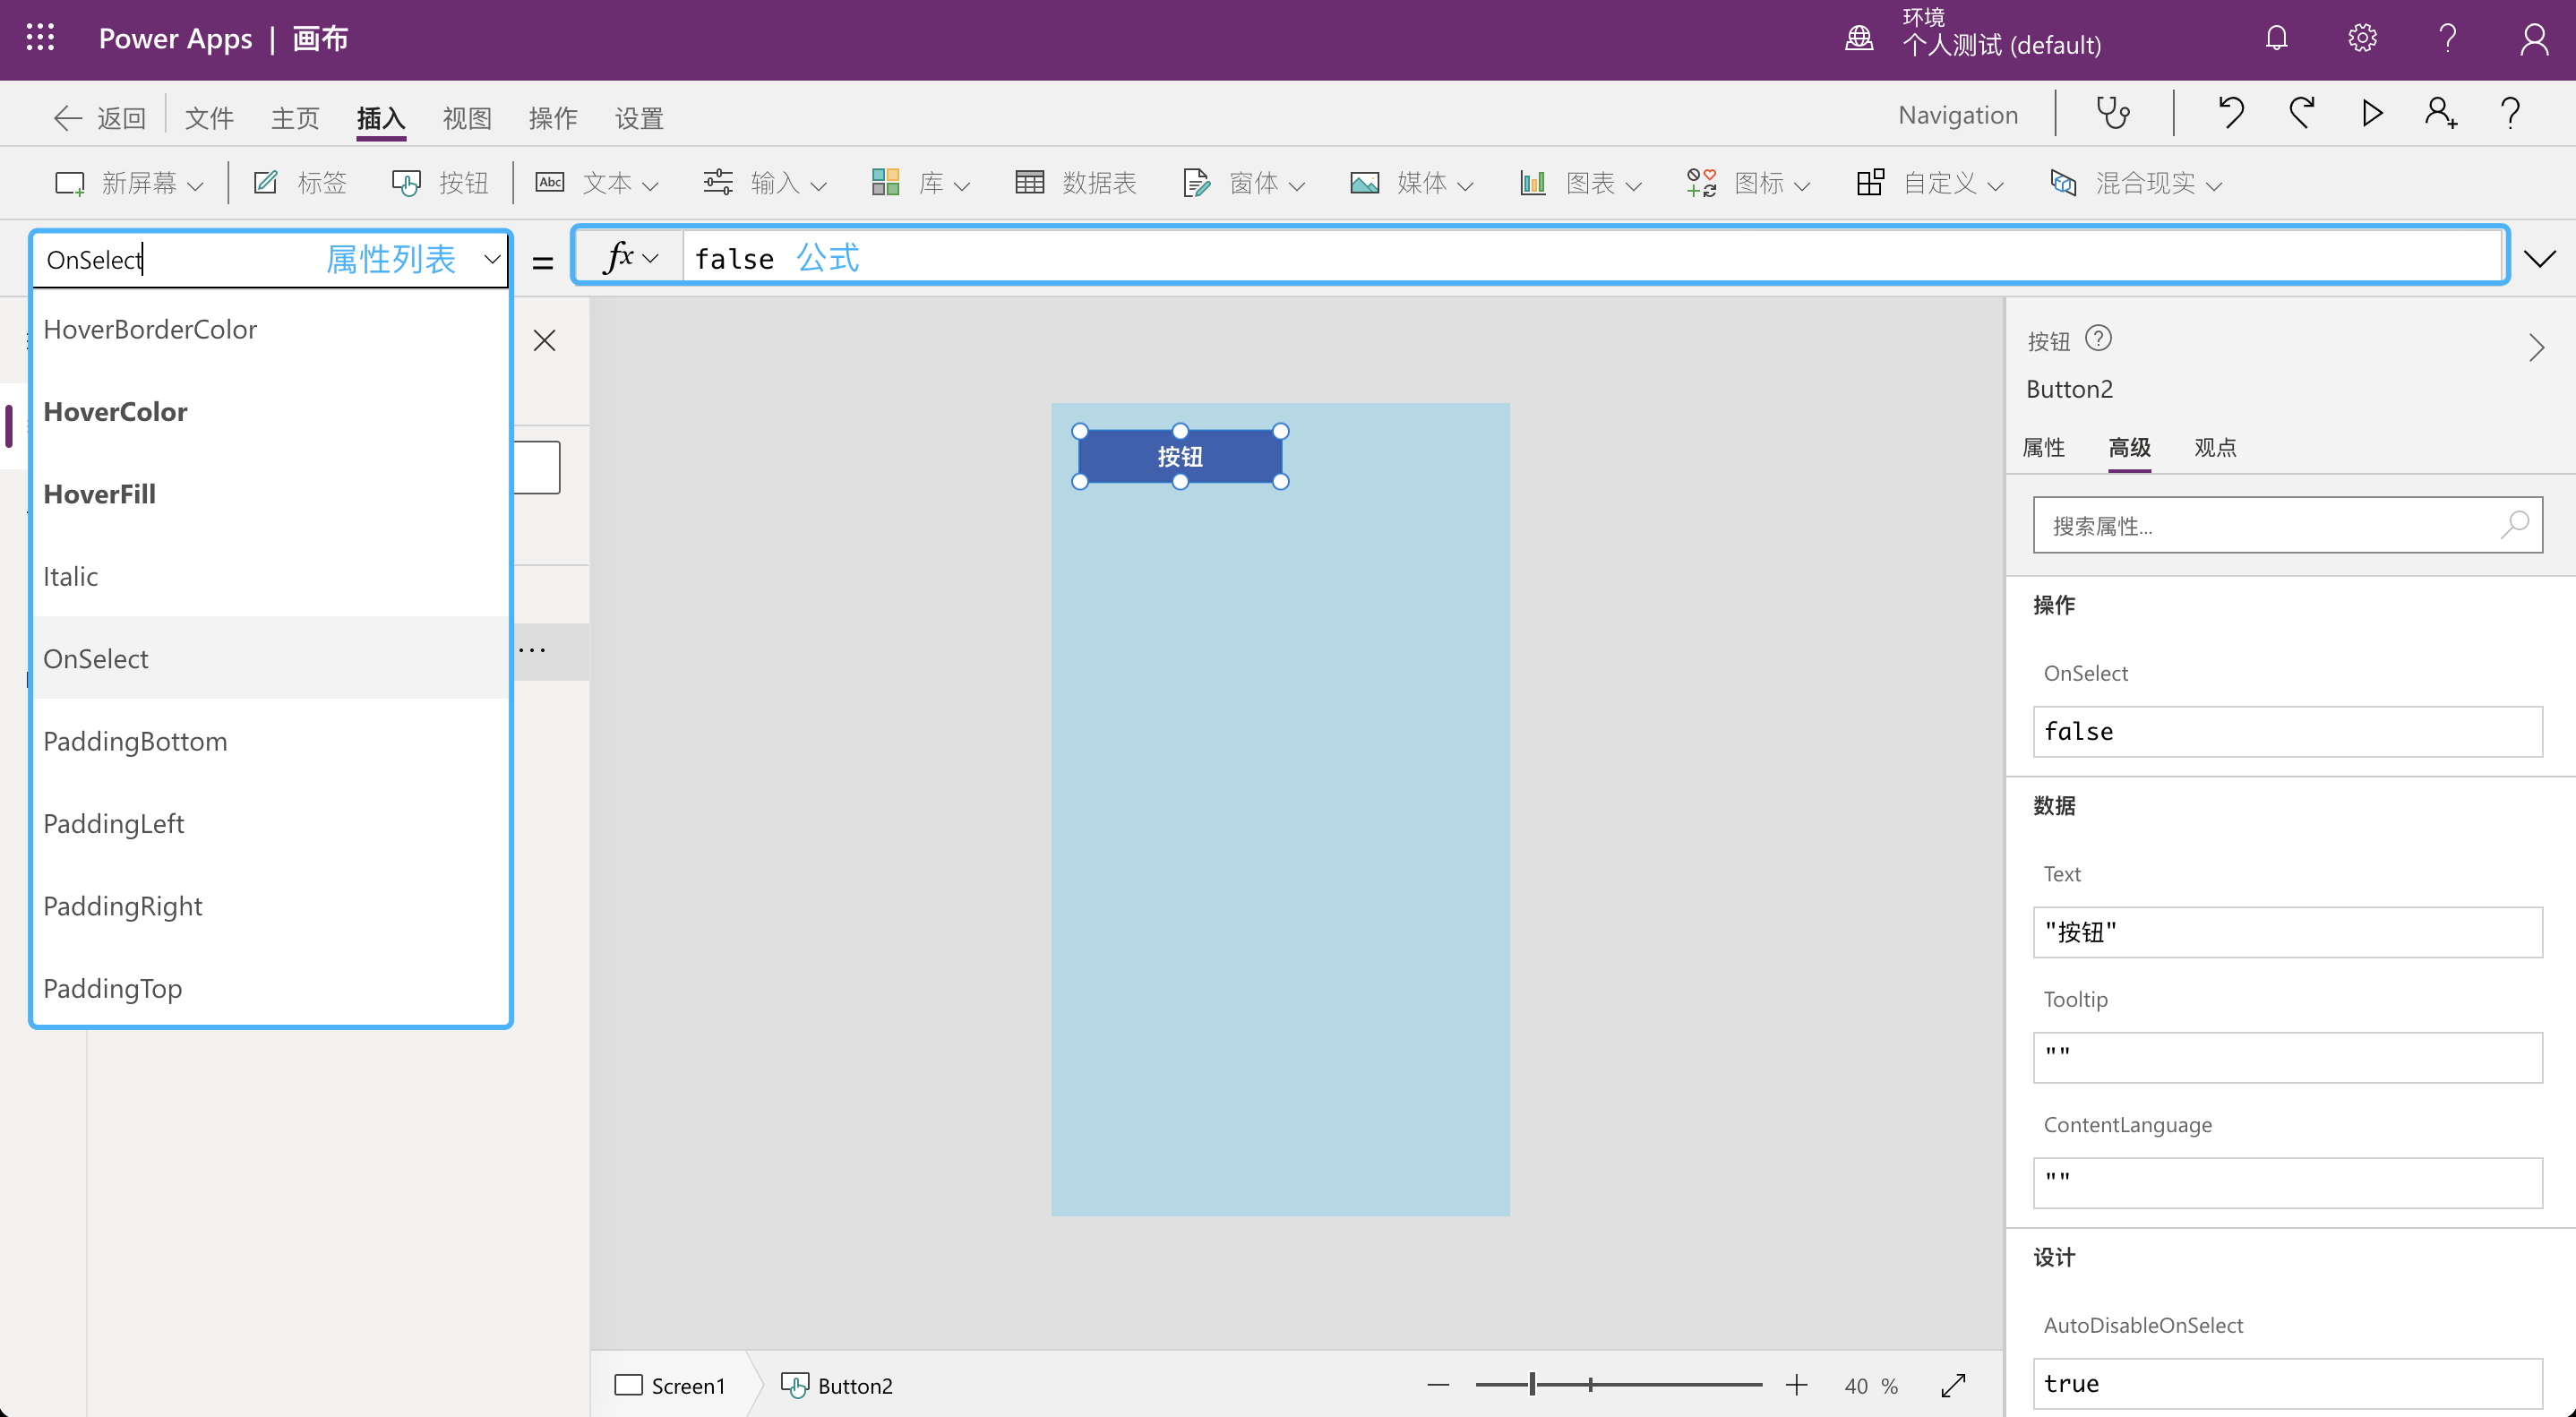 Power Apps | 画布
环境
个人测试 (default)
返回 文件 主页 插入 视图 操作 设置
Navigation
新屏幕 标签 按钮 Abc 文本 输入 库 数据表 窗体 媒体 图表 图标 自定义 混合现实
OnSelect 属性列表 = fx false 公式
HoverBorderColor
HoverColor
HoverFill
Italic
OnSelect
PaddingBottom
PaddingLeft
PaddingRight
PaddingTop
按钮
按钮
Button2
属性 高级 观点
搜索属性...
操作
OnSelect
false
数据
Text
"按钮"
Tooltip
""
ContentLanguage
""
设计
AutoDisableOnSelect
true
Screen1 Button2
40 %